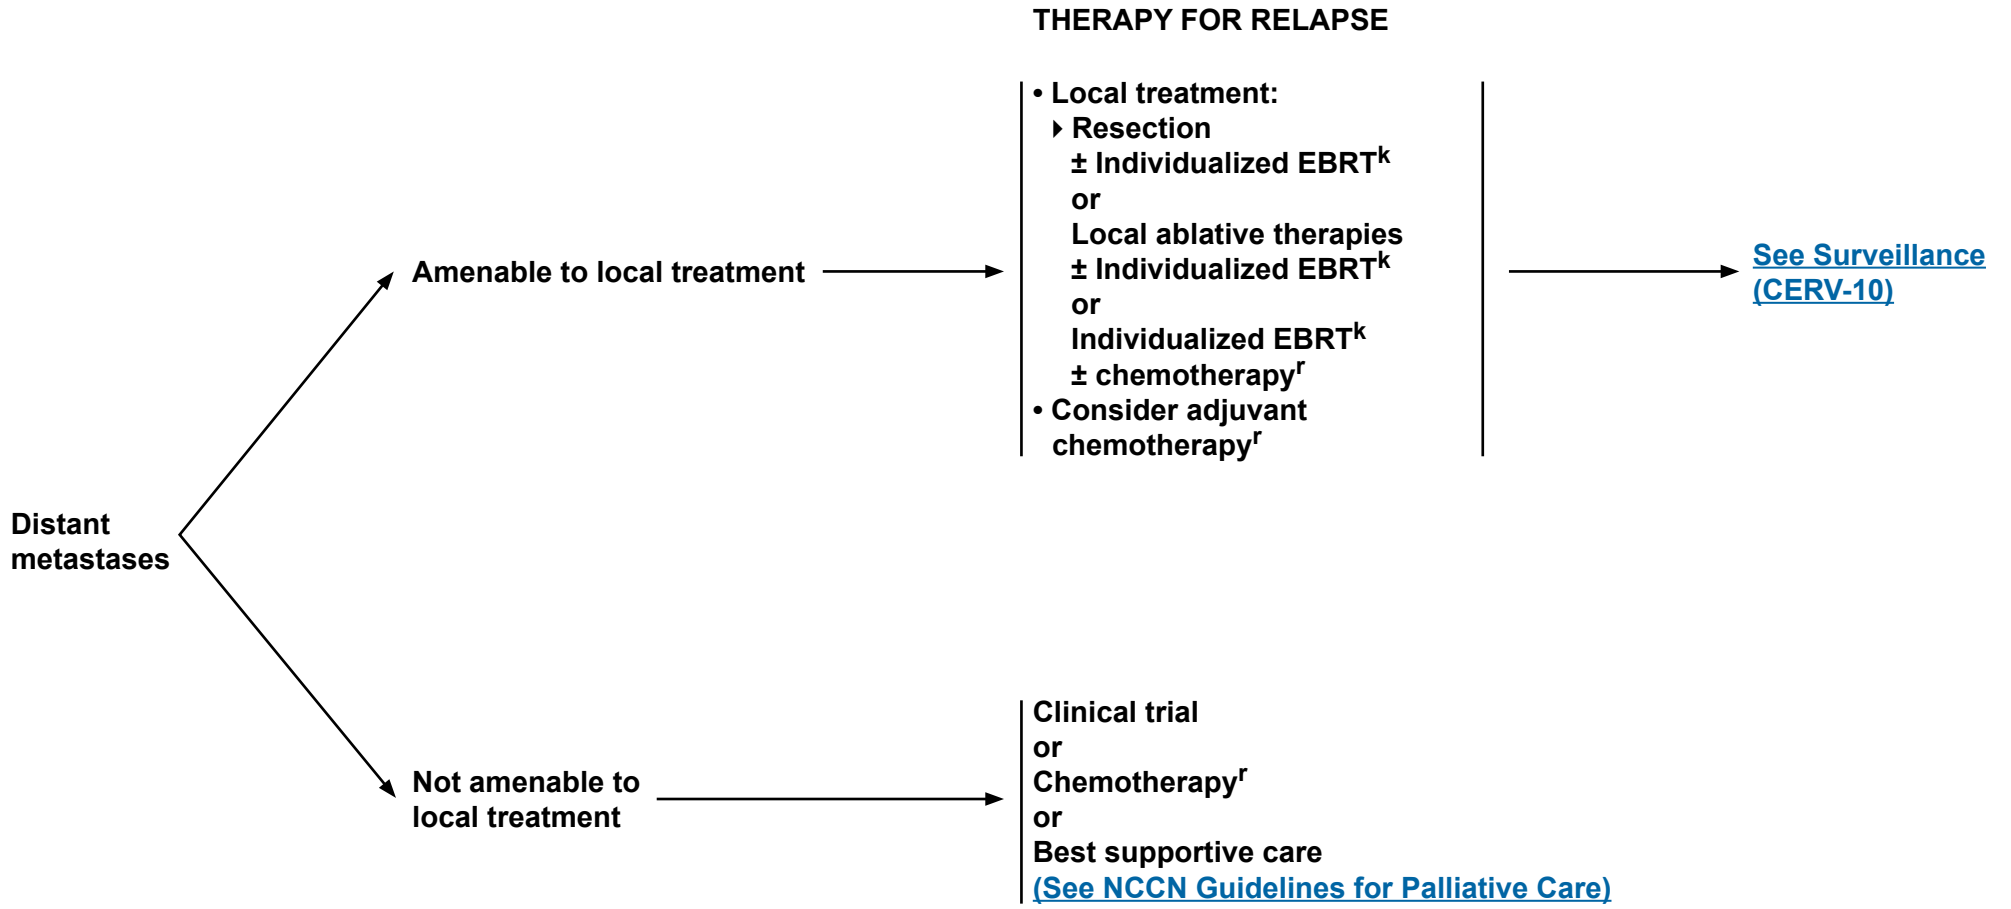 THERAPY FOR RELAPSE
• Local treatment:
Resection
± Individualized EBRTk
or
Local ablative therapies
± Individualized EBRTk
or
Individualized EBRTk
± chemotherapyr
• Consider adjuvant
chemotherapyr
Amenable to local treatment
See Surveillance
(CERV-10)
Distant
metastases
Not amenable to
local treatment
Clinical trial
or
Chemotherapyr
or
Best supportive care
(See NCCN Guidelines for Palliative Care)